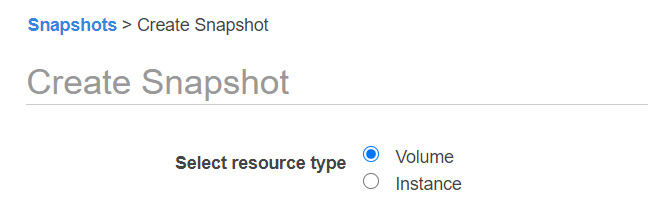 Snapshots > Create Snapshot
Create Snapshot
Select resource type
Volume
Instance